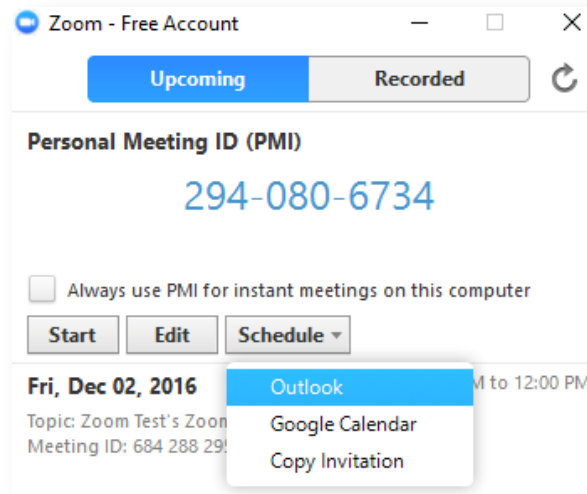 Zoom - Free Account
Upcoming Recorded
Personal Meeting ID (PMI)
294-080-6734
Always use PMI for instant meetings on this computer
Start Edit Schedule
Fri, Dec 02, 2016 to 12:00 PM
Outlook
Topic: Zoom Test's
Google Calendar
Meeting ID: 684 288
Copy Invitation